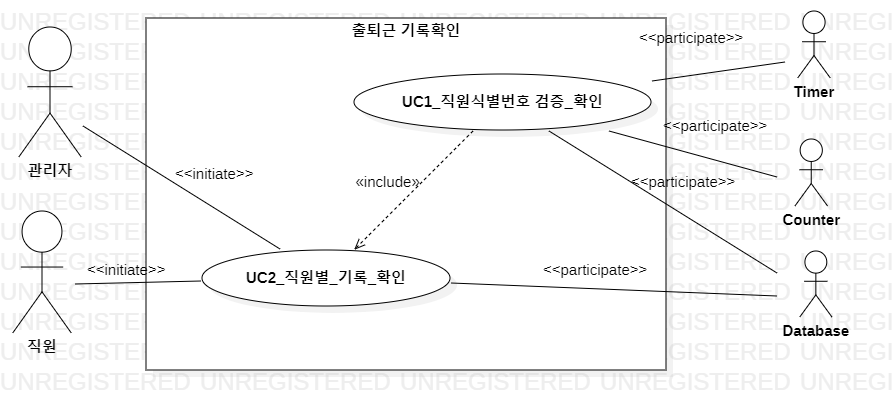 출퇴근 기록확인
<<participate>>
UC1_직원식별번호 검증_확인
Timer
<<participate>>
관리자
<<initiate>>
«include»
<<participate>>
Counter
<<initiate>>
UC2_직원별_기록_확인
<<participate>>
Database
직원
UNREGISTERED UNREGISTERED UNREGISTERED UNREGISTERED UNREGI